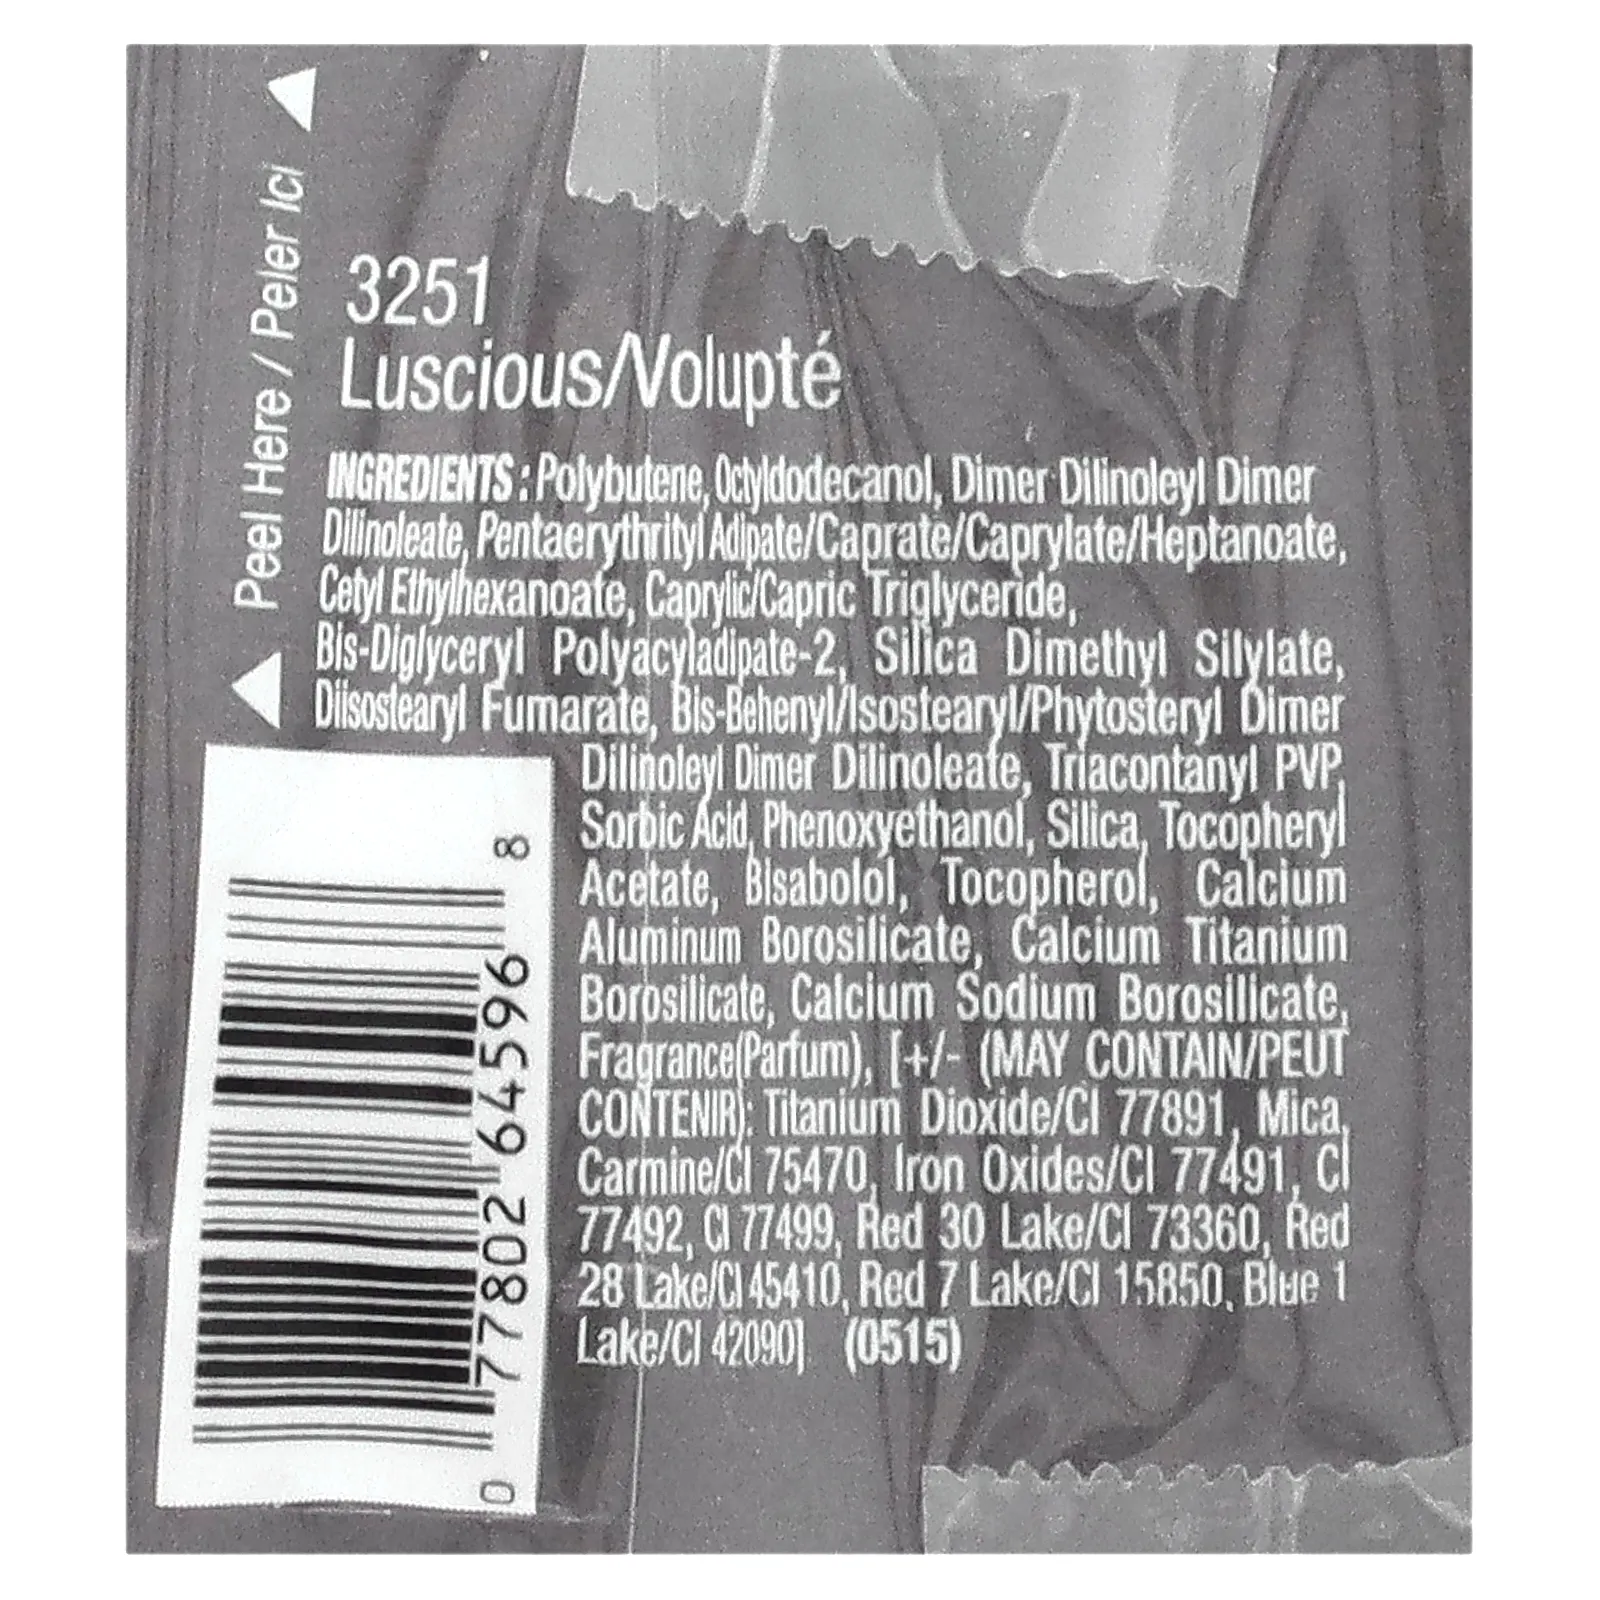 Peel Here / Peler Ici
3251
Luscious/Volupté
INGREDIENTS : Polybutene, Octyldodecanol, Dimer Dilinoleyl Dimer
Dilinoleate, Pentaerythrityl Adipate/Caprate/Caprylate/Heptanoate,
Cetyl Ethylhexanoate, Caprylic/Capric Triglyceride,
Bis-Diglyceryl Polyacyladipate-2, Silica Dimethyl Silylate,
Diisostearyl Fumarate, Bis-Behenyl/Isostearyl/Phytosteryl Dimer
Dilinoleyl Dimer Dilinoleate, Triacontanyl PVP,
Sorbic Acid, Phenoxyethanol, Silica, Tocopheryl
Acetate, Bisabolol, Tocopherol, Calcium
Aluminum Borosilicate, Calcium Titanium
Borosilicate, Calcium Sodium Borosilicate,
Fragrance(Parfum), [+/- (MAY CONTAIN/PEUT
CONTENIR): Titanium Dioxide/CI 77891, Mica,
Carmine/CI 75470, Iron Oxides/CI 77491, CI
77492, CI 77499, Red 30 Lake/CI 73360, Red
28 Lake/CI 45410, Red 7 Lake/CI 15850, Blue 1
Lake/CI 42090] (0515)
0 77802 64596 8